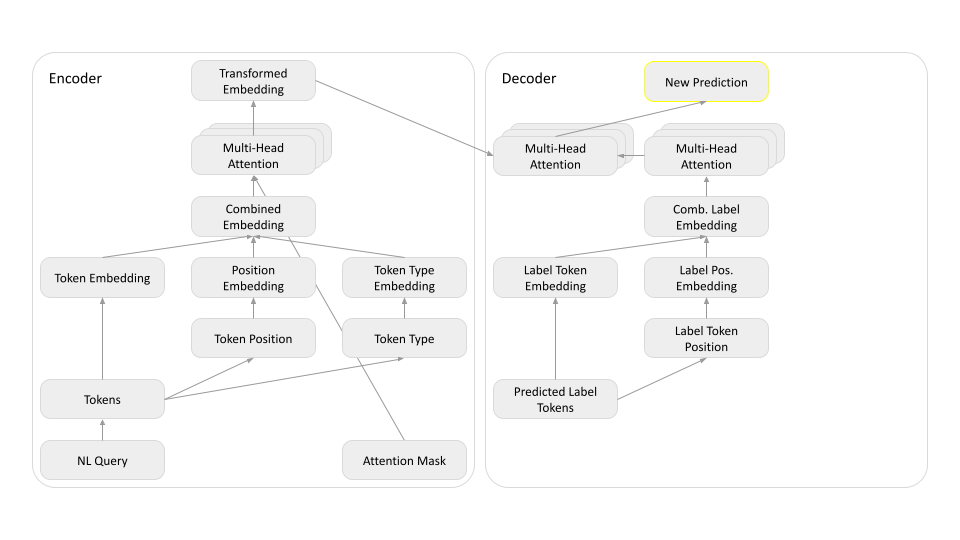 Encoder
Transformed
Embedding
Multi-Head
Attention
Combined
Embedding
Token Embedding
Position
Embedding
Token Type
Embedding
Token Position
Token Type
Tokens
NL Query
Attention Mask
Decoder
New Prediction
Multi-Head
Attention
Multi-Head
Attention
Comb. Label
Embedding
Label Token
Embedding
Label Pos.
Embedding
Label Token
Position
Predicted Label
Tokens